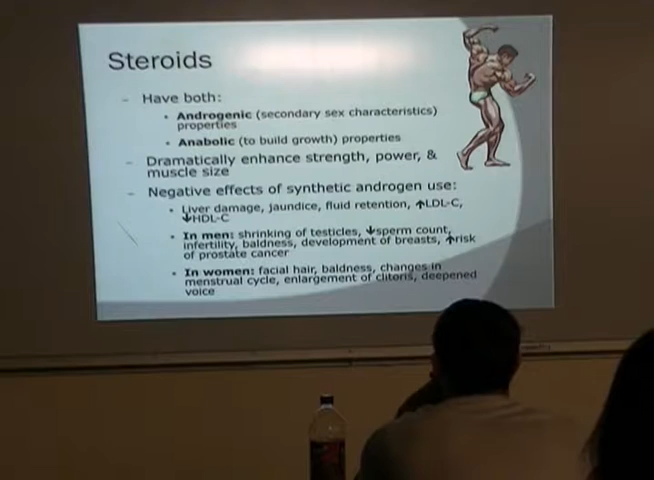 Steroids
– Have both:
• Androgenic (secondary sex characteristics)
properties
• Anabolic (to build growth) properties
– Dramatically enhance strength, power, &
muscle size
– Negative effects of synthetic androgen use:
• Liver damage, jaundice, fluid retention, ↑LDL-C,
↓HDL-C
• In men: shrinking of testicles, ↓sperm count,
infertility, baldness, development of breasts, ↑risk
of prostate cancer
• In women: facial hair, baldness, changes in
menstrual cycle, enlargement of clitoris, deepened
voice